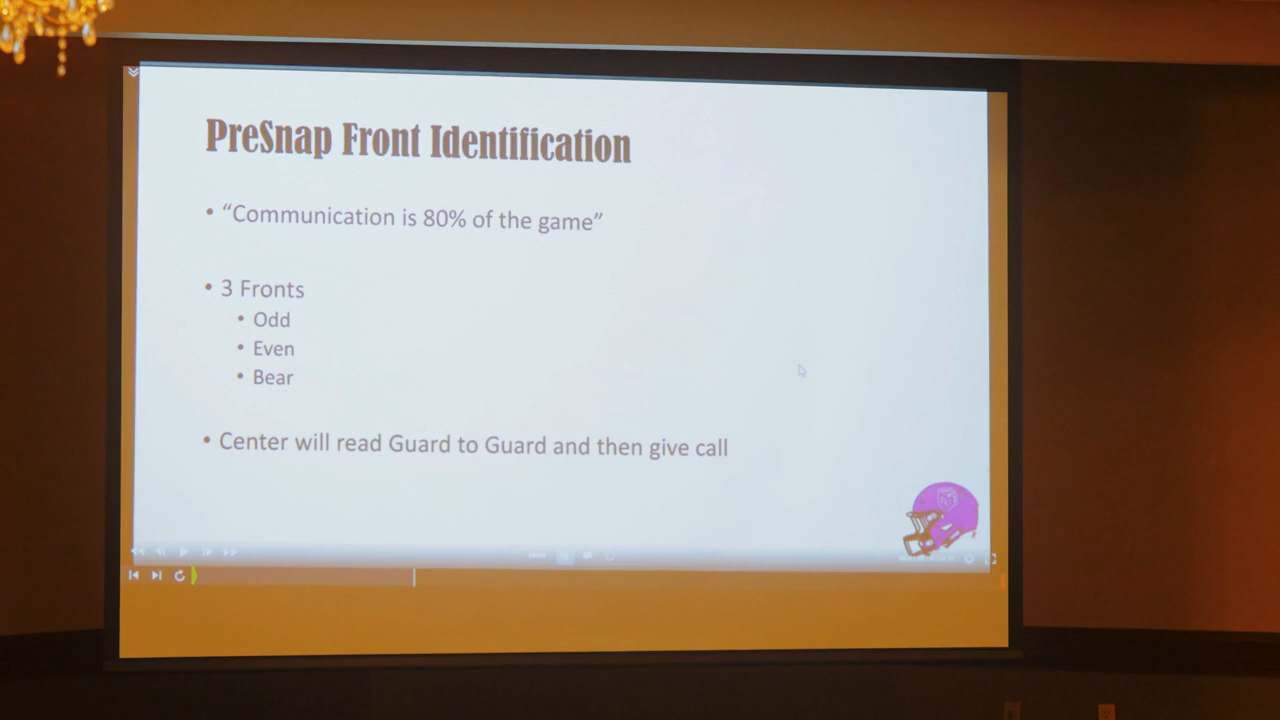 PreSnap Front Identification
• “Communication is 80% of the game”
• 3 Fronts
• Odd
• Even
• Bear
• Center will read Guard to Guard and then give call